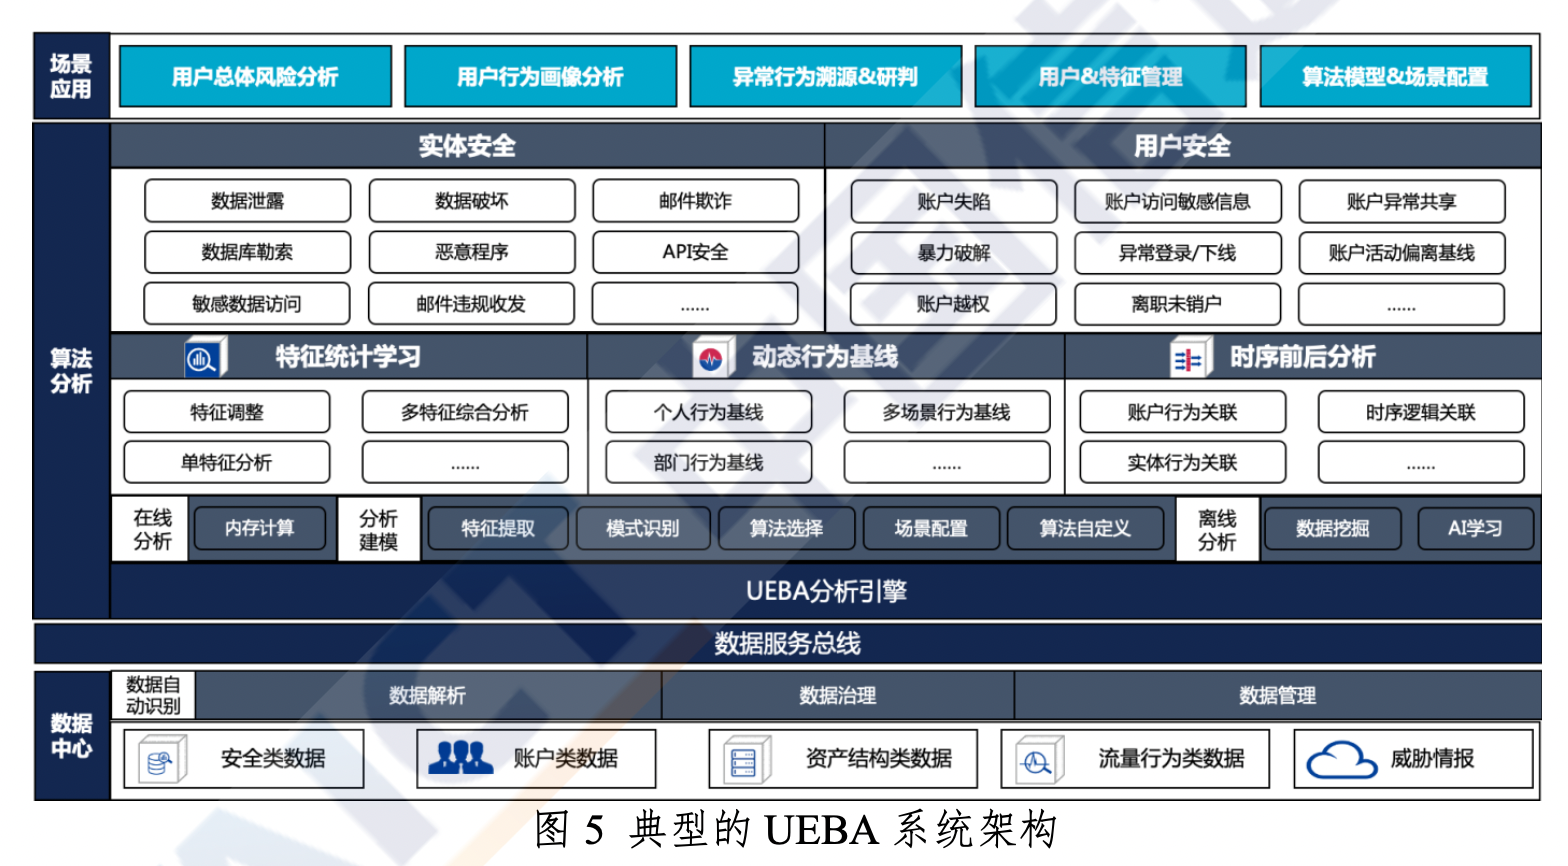 场景
应用
用户总体风险分析
用户行为画像分析
异常行为溯源&研判
用户&特征管理
算法模型&场景配置
算法
分析
实体安全
用户安全
数据泄露
数据破坏
邮件欺诈
账户失陷
账户访问敏感信息
账户异常共享
数据库勒索
恶意程序
API安全
暴力破解
异常登录/下线
账户活动偏离基线
敏感数据访问
邮件违规收发
......
账户越权
离职未销户
......
特征统计学习
动态行为基线
时序前后分析
特征调整
多特征综合分析
个人行为基线
多场景行为基线
账户行为关联
时序逻辑关联
单特征分析
......
部门行为基线
......
实体行为关联
......
在线
分析
内存计算
分析
建模
特征提取
模式识别
算法选择
场景配置
算法自定义
离线
分析
数据挖掘
AI学习
UEBA分析引擎
数据服务总线
数据
中心
数据自
动识别
数据解析
数据治理
数据管理
安全类数据
账户类数据
资产结构类数据
流量行为类数据
威胁情报
图 5 典型的 UEBA 系统架构